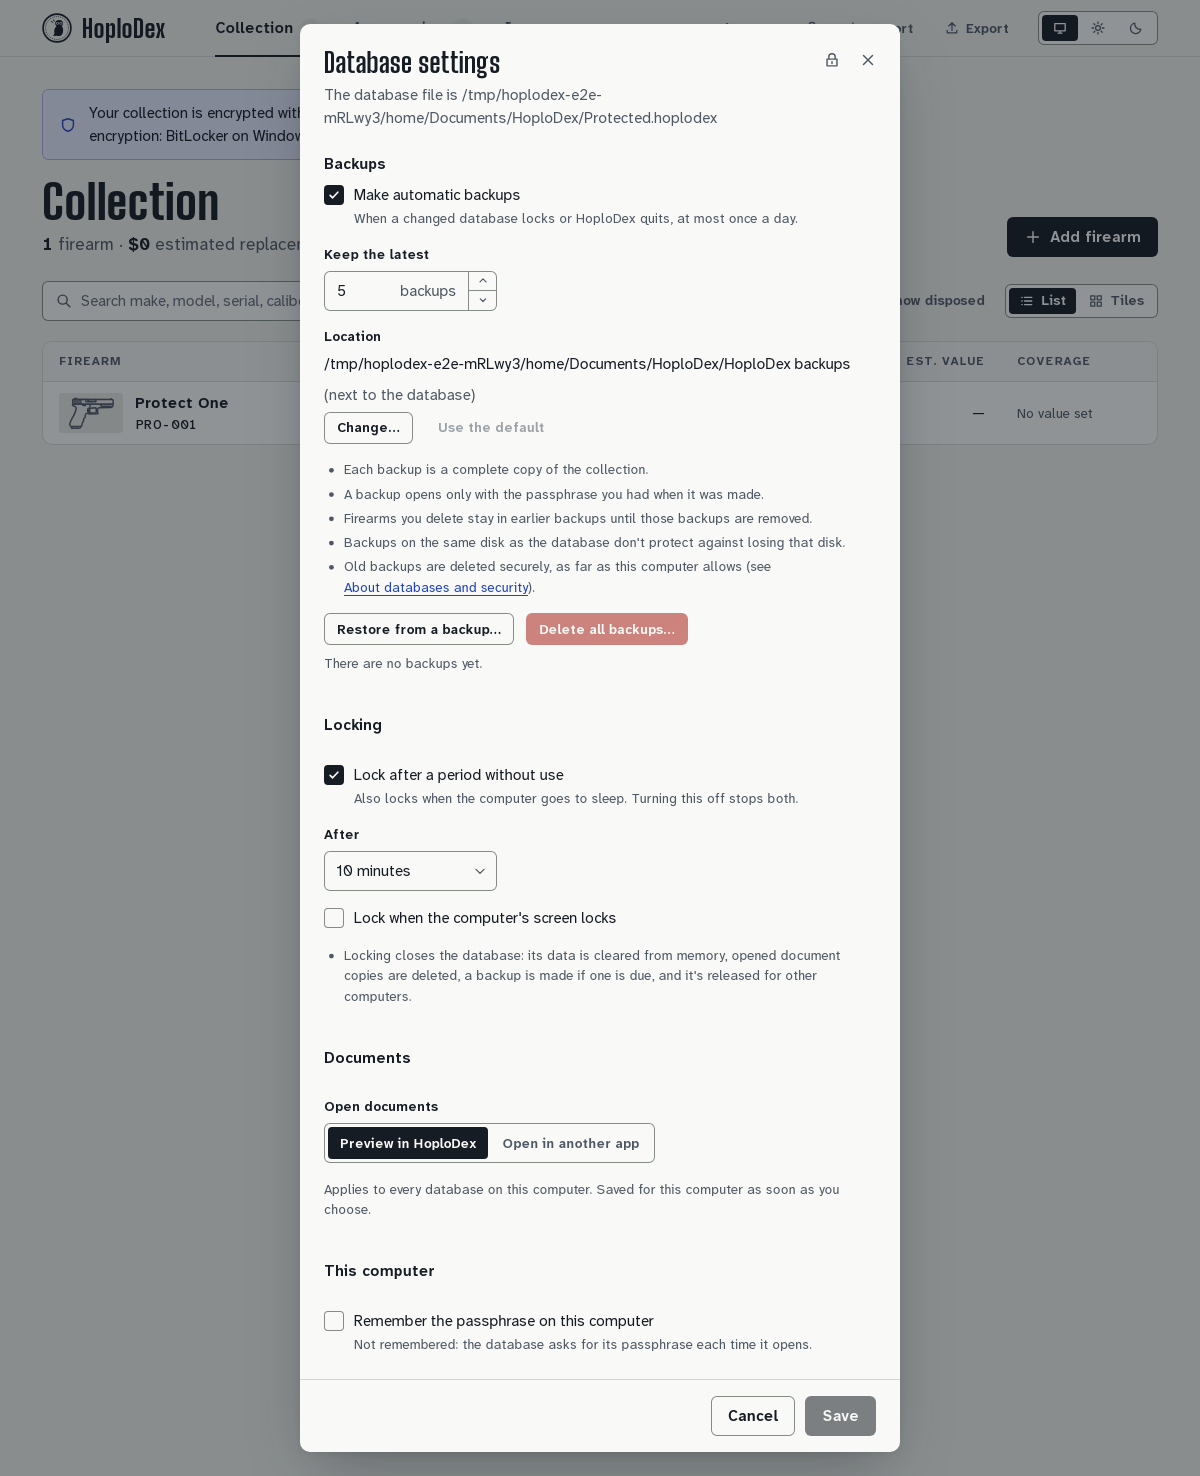 HoploDex
Collection
Export
Your collection is encrypted with
encryption: BitLocker on Window
Collection
1 firearm · $0 estimated replacem
Add firearm
Search make, model, serial, calibe
how disposed
List
Tiles
FIREARM
EST. VALUE
COVERAGE
Protect One
PRO-001
—
No value set
Database settings
The database file is /tmp/hoplodex-e2e-
mRLwy3/home/Documents/HoploDex/Protected.hoplodex
Backups
Make automatic backups
When a changed database locks or HoploDex quits, at most once a day.
Keep the latest
5 backups
Location
/tmp/hoplodex-e2e-mRLwy3/home/Documents/HoploDex/HoploDex backups
(next to the database)
Change…
Use the default
• Each backup is a complete copy of the collection.
• A backup opens only with the passphrase you had when it was made.
• Firearms you delete stay in earlier backups until those backups are removed.
• Backups on the same disk as the database don't protect against losing that disk.
• Old backups are deleted securely, as far as this computer allows (see
About databases and security).
Restore from a backup…
Delete all backups…
There are no backups yet.
Locking
Lock after a period without use
Also locks when the computer goes to sleep. Turning this off stops both.
After
10 minutes
Lock when the computer's screen locks
• Locking closes the database: its data is cleared from memory, opened document
copies are deleted, a backup is made if one is due, and it's released for other
computers.
Documents
Open documents
Preview in HoploDex
Open in another app
Applies to every database on this computer. Saved for this computer as soon as you
choose.
This computer
Remember the passphrase on this computer
Not remembered: the database asks for its passphrase each time it opens.
Cancel
Save